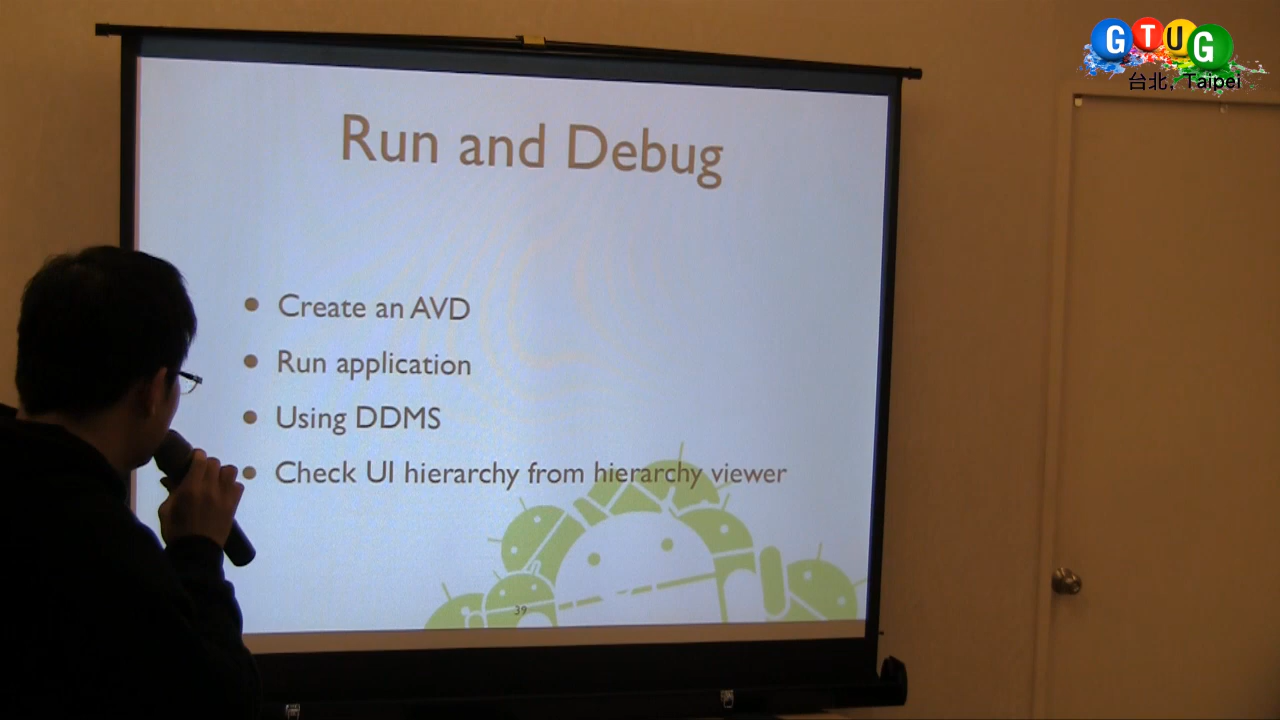 GTUG
台北, Taipei
Run and Debug
Create an AVD
Run application
Using DDMS
Check UI hierarchy from hierarchy viewer
39